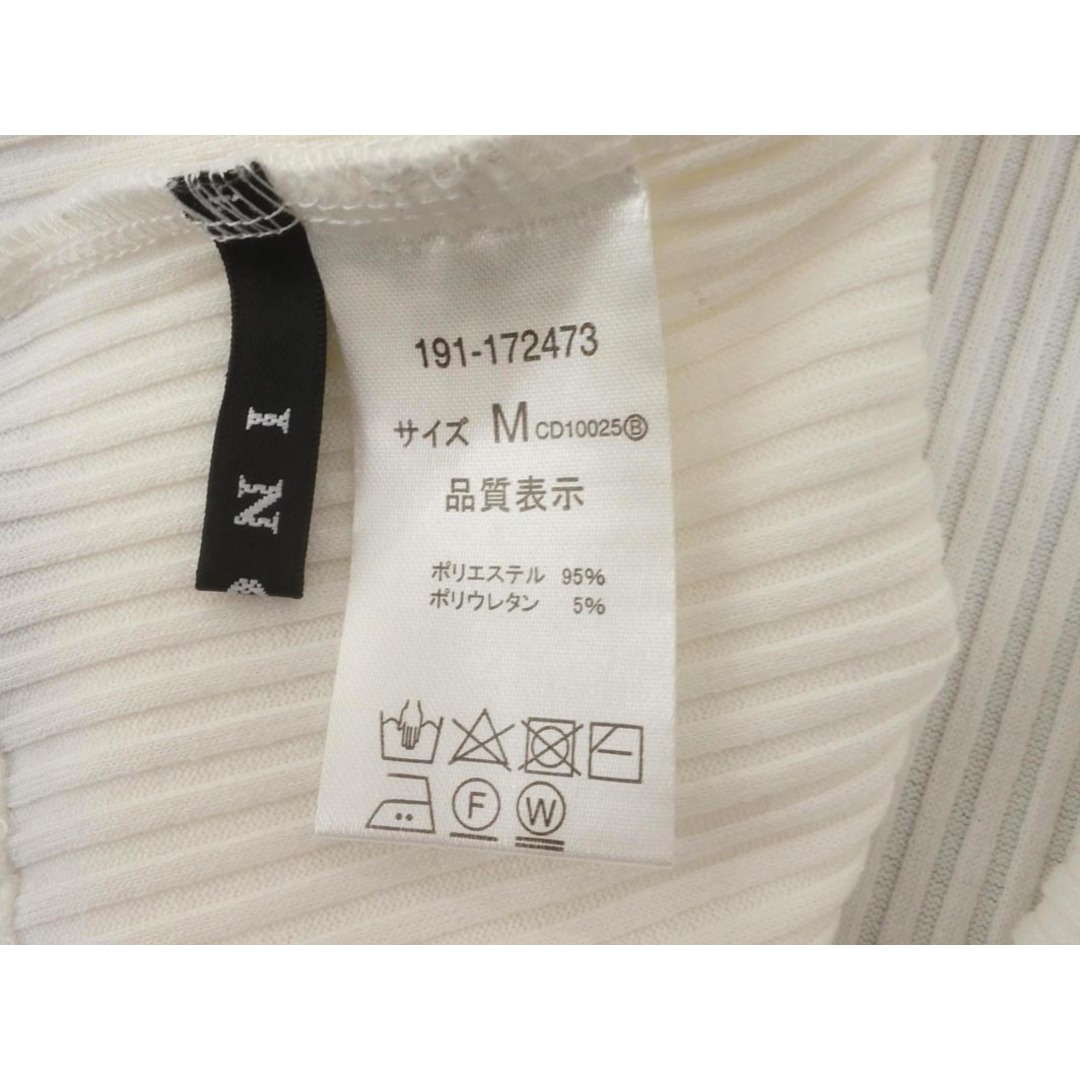 191-172473
サイズ M CD10025Ⓑ
品質表示
ポリエステル 95%
ポリウレタン 5%
F W
I N